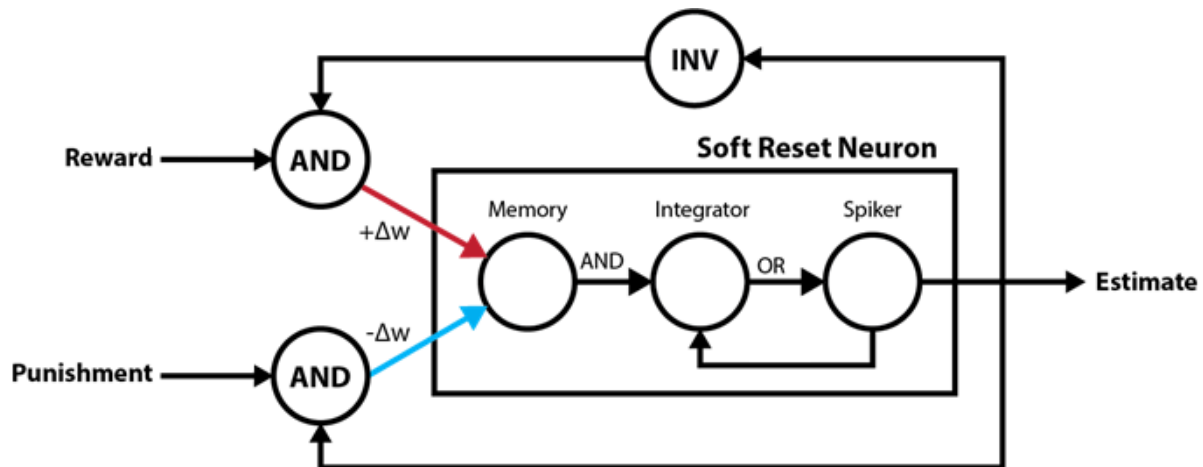 INV
Reward
AND
Soft Reset Neuron
Memory
Integrator
Spiker
+Δw
AND
OR
Estimate
-Δw
Punishment
AND